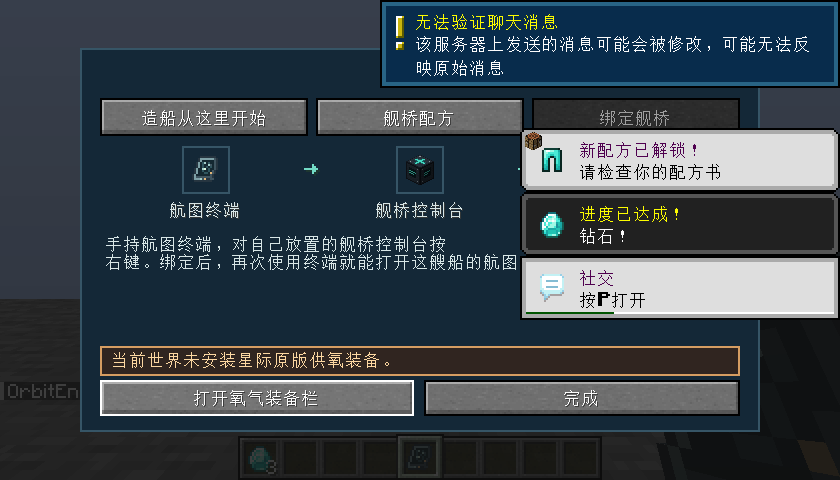 无法验证聊天消息
该服务器上发送的消息可能会被修改，可能无法反
映原始消息
造船从这里开始
舰桥配方
绑定舰桥
新配方已解锁！
请检查你的配方书
航图终端
舰桥控制台
进度已达成！
钻石！
手持航图终端，对自己放置的舰桥控制台按
右键。绑定后，再次使用终端就能打开这艘船的航图
社交
按P打开
当前世界未安装星际原版供氧装备。
OrbitEn
打开氧气装备栏
完成
3